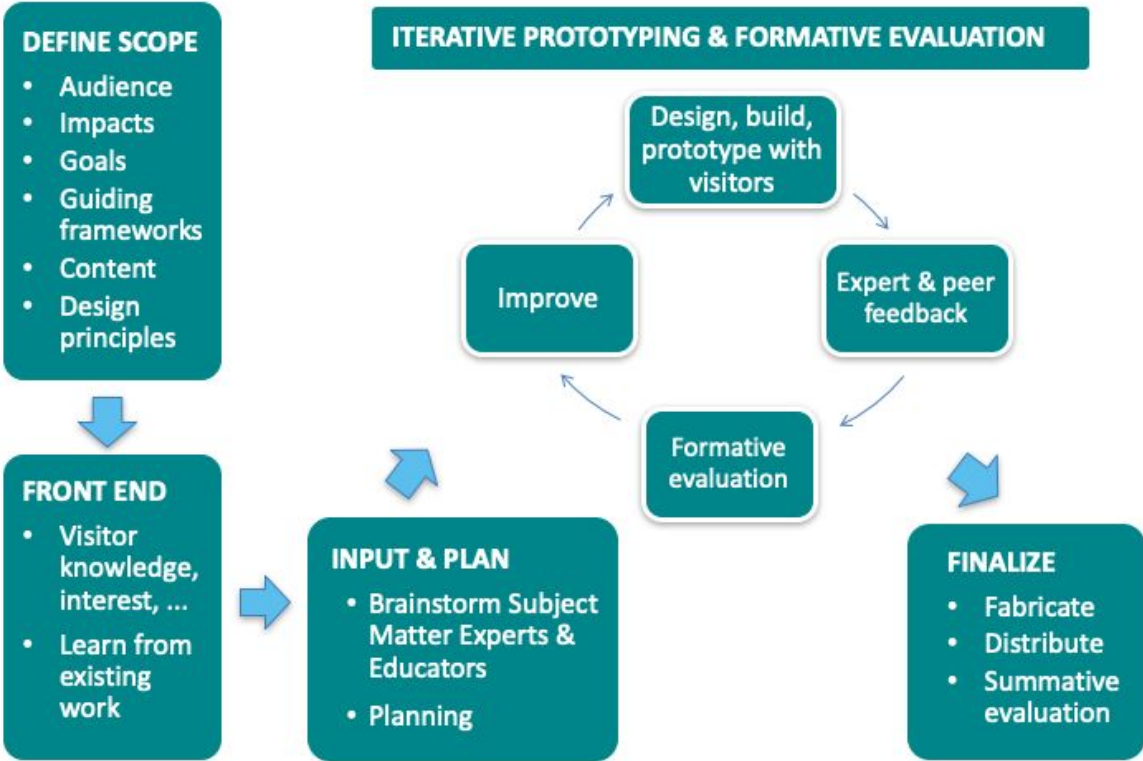 DEFINE SCOPE
• Audience
• Impacts
• Goals
• Guiding
frameworks
• Content
• Design
principles
FRONT END
• Visitor
knowledge,
interest, ...
• Learn from
existing
work
INPUT & PLAN
• Brainstorm Subject
Matter Experts &
Educators
• Planning
ITERATIVE PROTOTYPING & FORMATIVE EVALUATION
Design, build,
prototype with
visitors
Expert & peer
feedback
Formative
evaluation
Improve
FINALIZE
• Fabricate
• Distribute
• Summative
evaluation